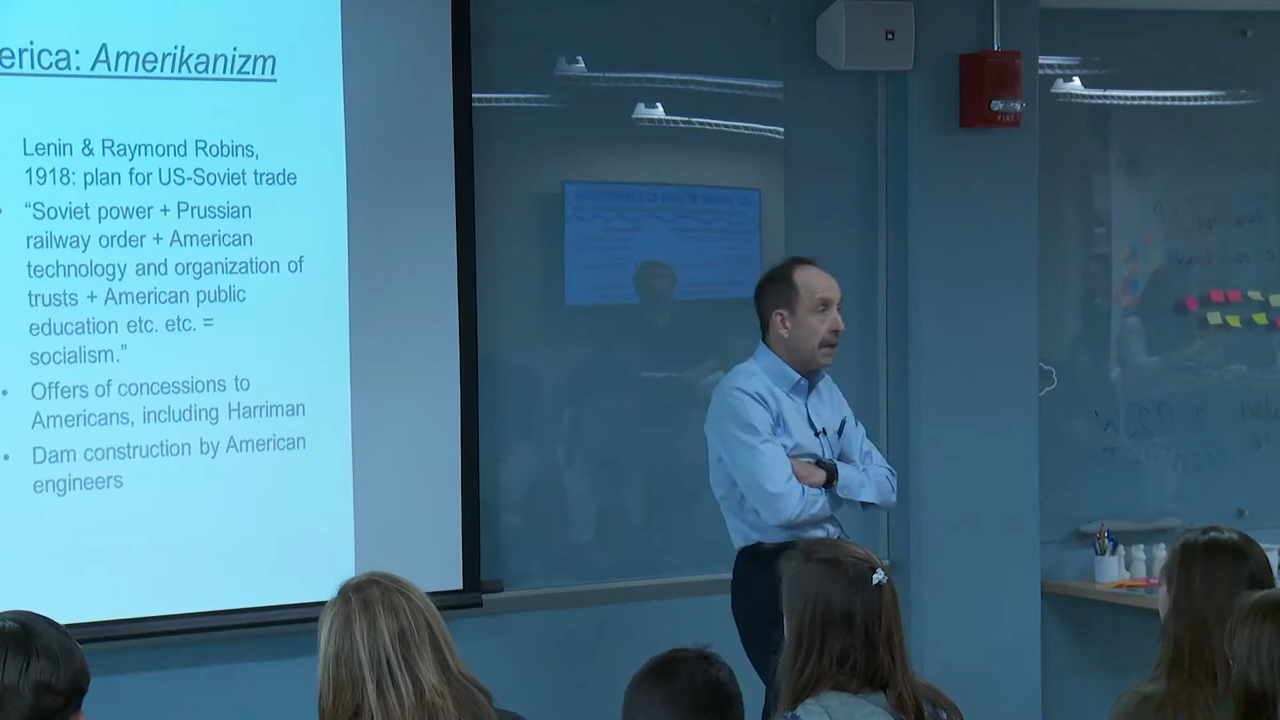 erica: Amerikanizm
Lenin & Raymond Robins,
1918: plan for US-Soviet trade
• “Soviet power + Prussian
railway order + American
technology and organization of
trusts + American public
education etc. etc. =
socialism.”
• Offers of concessions to
Americans, including Harriman
• Dam construction by American
engineers
FIRE